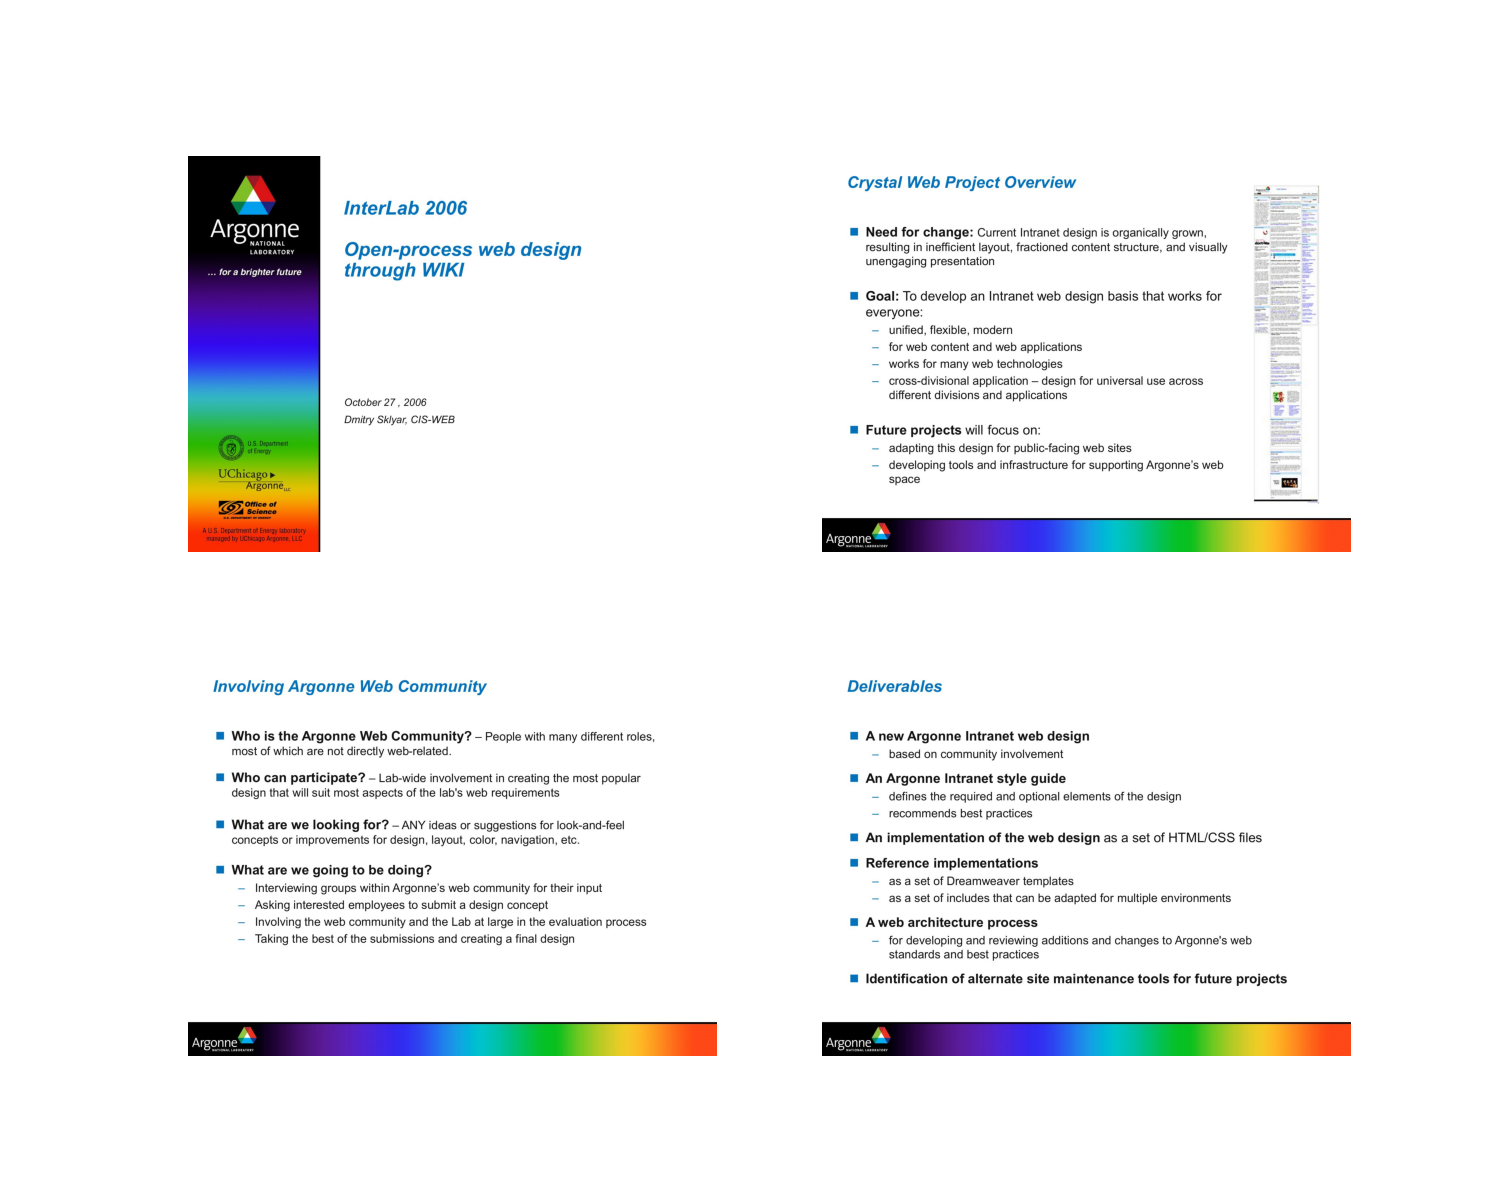 Argonne
NATIONAL
LABORATORY
... for a brighter future
U.S. Department
of Energy
UChicago ►
Argonne LLC
Office of
Science
U.S. DEPARTMENT OF ENERGY
A U.S. Department of Energy laboratory
managed by UChicago Argonne, LLC
InterLab 2006
Open-process web design
through WIKI
October 27 , 2006
Dmitry Sklyar, CIS-WEB
Crystal Web Project Overview
■ Need for change: Current Intranet design is organically grown,
resulting in inefficient layout, fractioned content structure, and visually
unengaging presentation
■ Goal: To develop an Intranet web design basis that works for
everyone:
– unified, flexible, modern
– for web content and web applications
– works for many web technologies
– cross-divisional application – design for universal use across
different divisions and applications
■ Future projects will focus on:
– adapting this design for public-facing web sites
– developing tools and infrastructure for supporting Argonne's web
space
Argonne
NATIONAL LABORATORY
Involving Argonne Web Community
■ Who is the Argonne Web Community? – People with many different roles,
most of which are not directly web-related.
■ Who can participate? – Lab-wide involvement in creating the most popular
design that will suit most aspects of the lab's web requirements
■ What are we looking for? – ANY ideas or suggestions for look-and-feel
concepts or improvements for design, layout, color, navigation, etc.
■ What are we going to be doing?
– Interviewing groups within Argonne's web community for their input
– Asking interested employees to submit a design concept
– Involving the web community and the Lab at large in the evaluation process
– Taking the best of the submissions and creating a final design
Argonne
NATIONAL LABORATORY
Deliverables
■ A new Argonne Intranet web design
– based on community involvement
■ An Argonne Intranet style guide
– defines the required and optional elements of the design
– recommends best practices
■ An implementation of the web design as a set of HTML/CSS files
■ Reference implementations
– as a set of Dreamweaver templates
– as a set of includes that can be adapted for multiple environments
■ A web architecture process
– for developing and reviewing additions and changes to Argonne's web
standards and best practices
■ Identification of alternate site maintenance tools for future projects
Argonne
NATIONAL LABORATORY